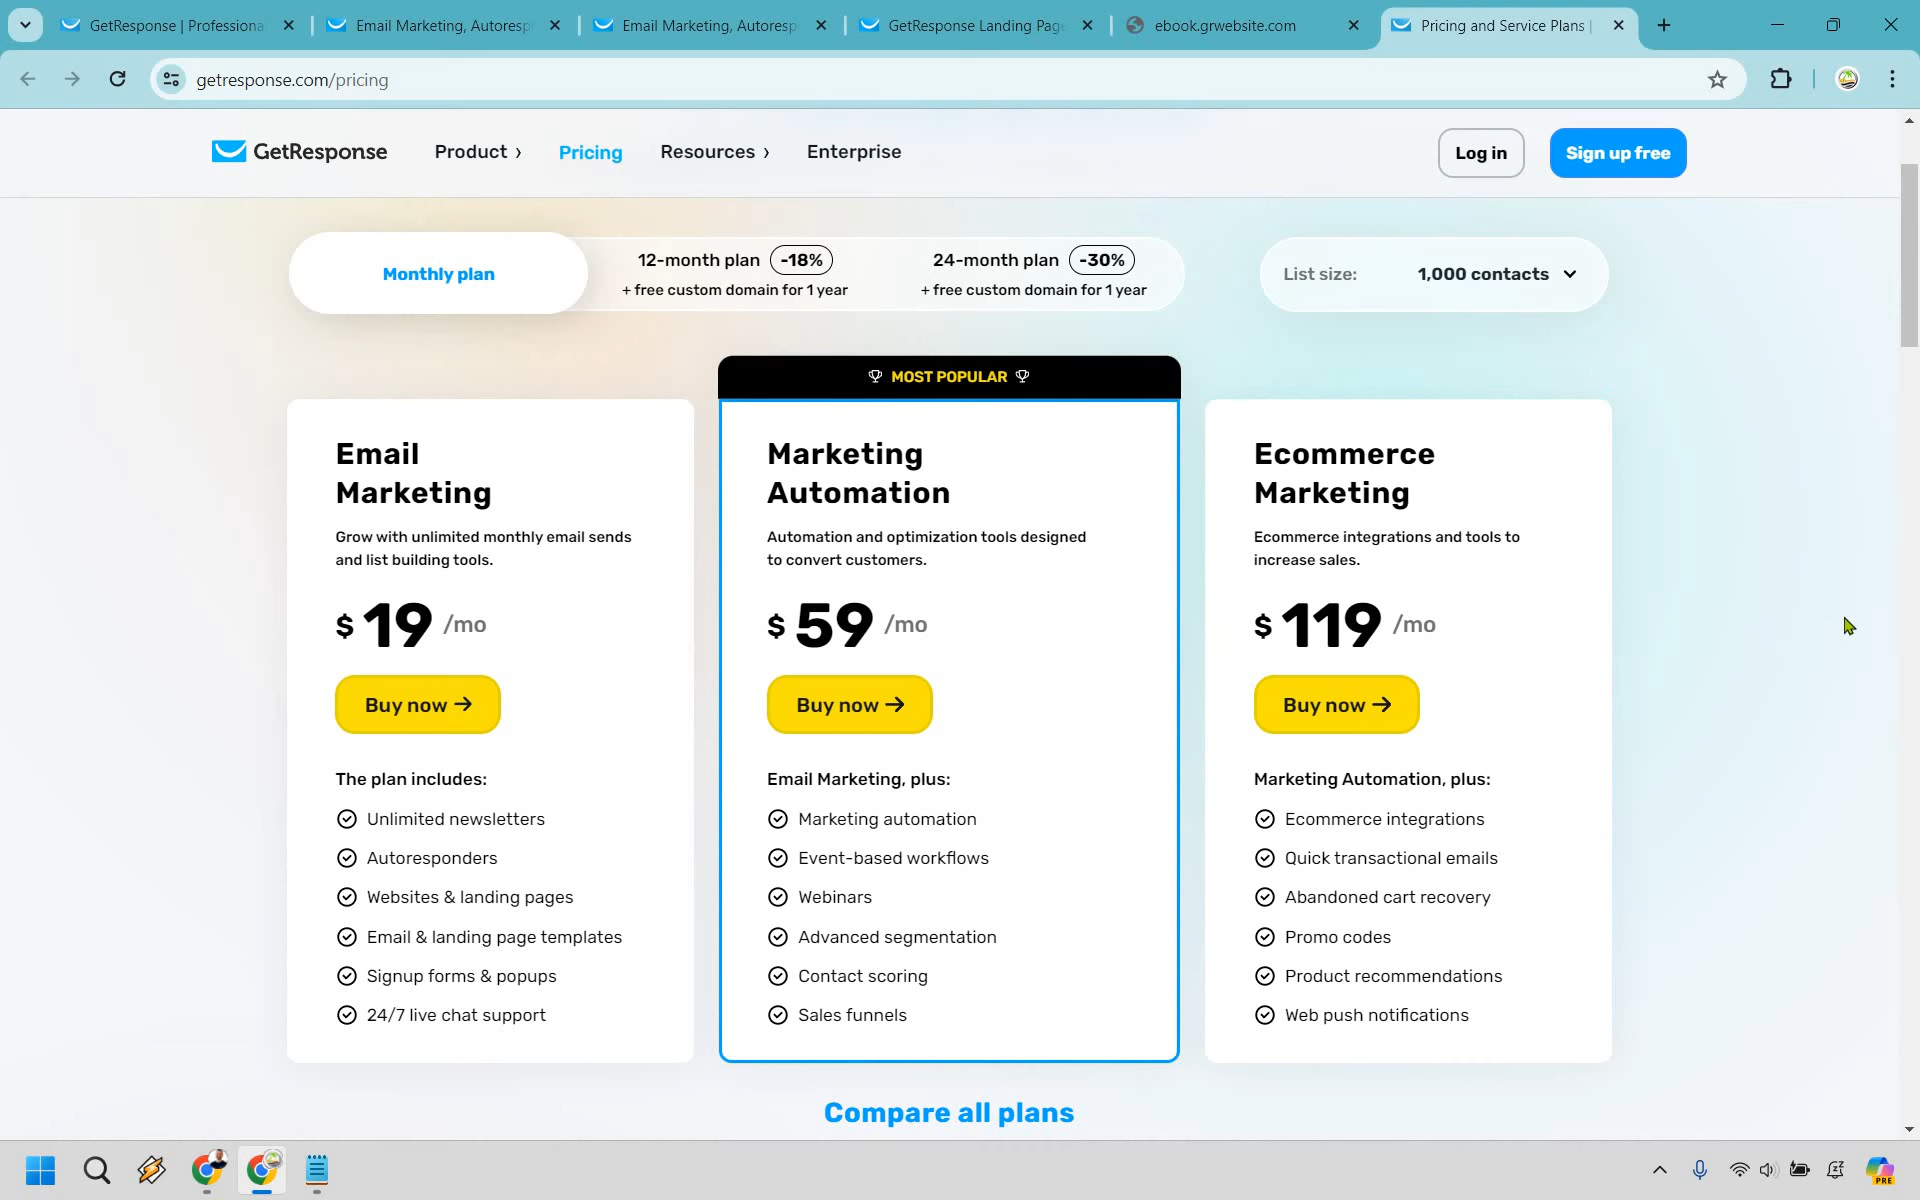 GetResponse | Professiona
Email Marketing, Autoresp
Email Marketing, Autoresp
GetResponse Landing Page
ebook.grwebsite.com
Pricing and Service Plans |
getresponse.com/pricing
GetResponse
Product ›
Pricing
Resources ›
Enterprise
Log in
Sign up free
Monthly plan
12-month plan -18%
+ free custom domain for 1 year
24-month plan -30%
+ free custom domain for 1 year
List size: 1,000 contacts
MOST POPULAR
Email
Marketing
Grow with unlimited monthly email sends
and list building tools.
$ 19 /mo
Buy now →
The plan includes:
Unlimited newsletters
Autoresponders
Websites & landing pages
Email & landing page templates
Signup forms & popups
24/7 live chat support
Marketing
Automation
Automation and optimization tools designed
to convert customers.
$ 59 /mo
Buy now →
Email Marketing, plus:
Marketing automation
Event-based workflows
Webinars
Advanced segmentation
Contact scoring
Sales funnels
Ecommerce
Marketing
Ecommerce integrations and tools to
increase sales.
$ 119 /mo
Buy now →
Marketing Automation, plus:
Ecommerce integrations
Quick transactional emails
Abandoned cart recovery
Promo codes
Product recommendations
Web push notifications
Compare all plans
PRE